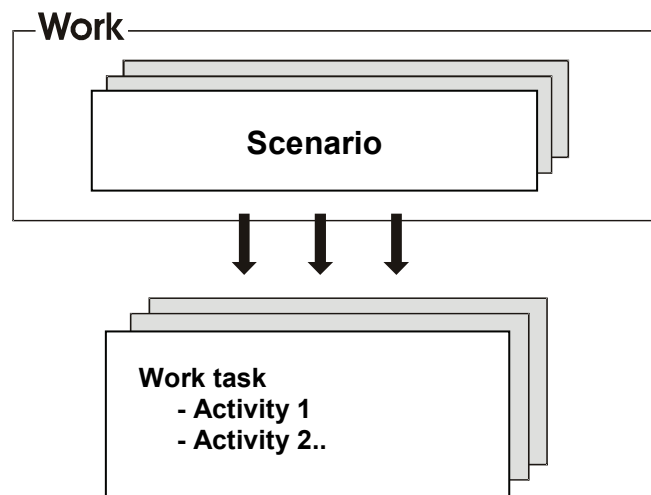 Work
Scenario
Work task
- Activity 1
- Activity 2..